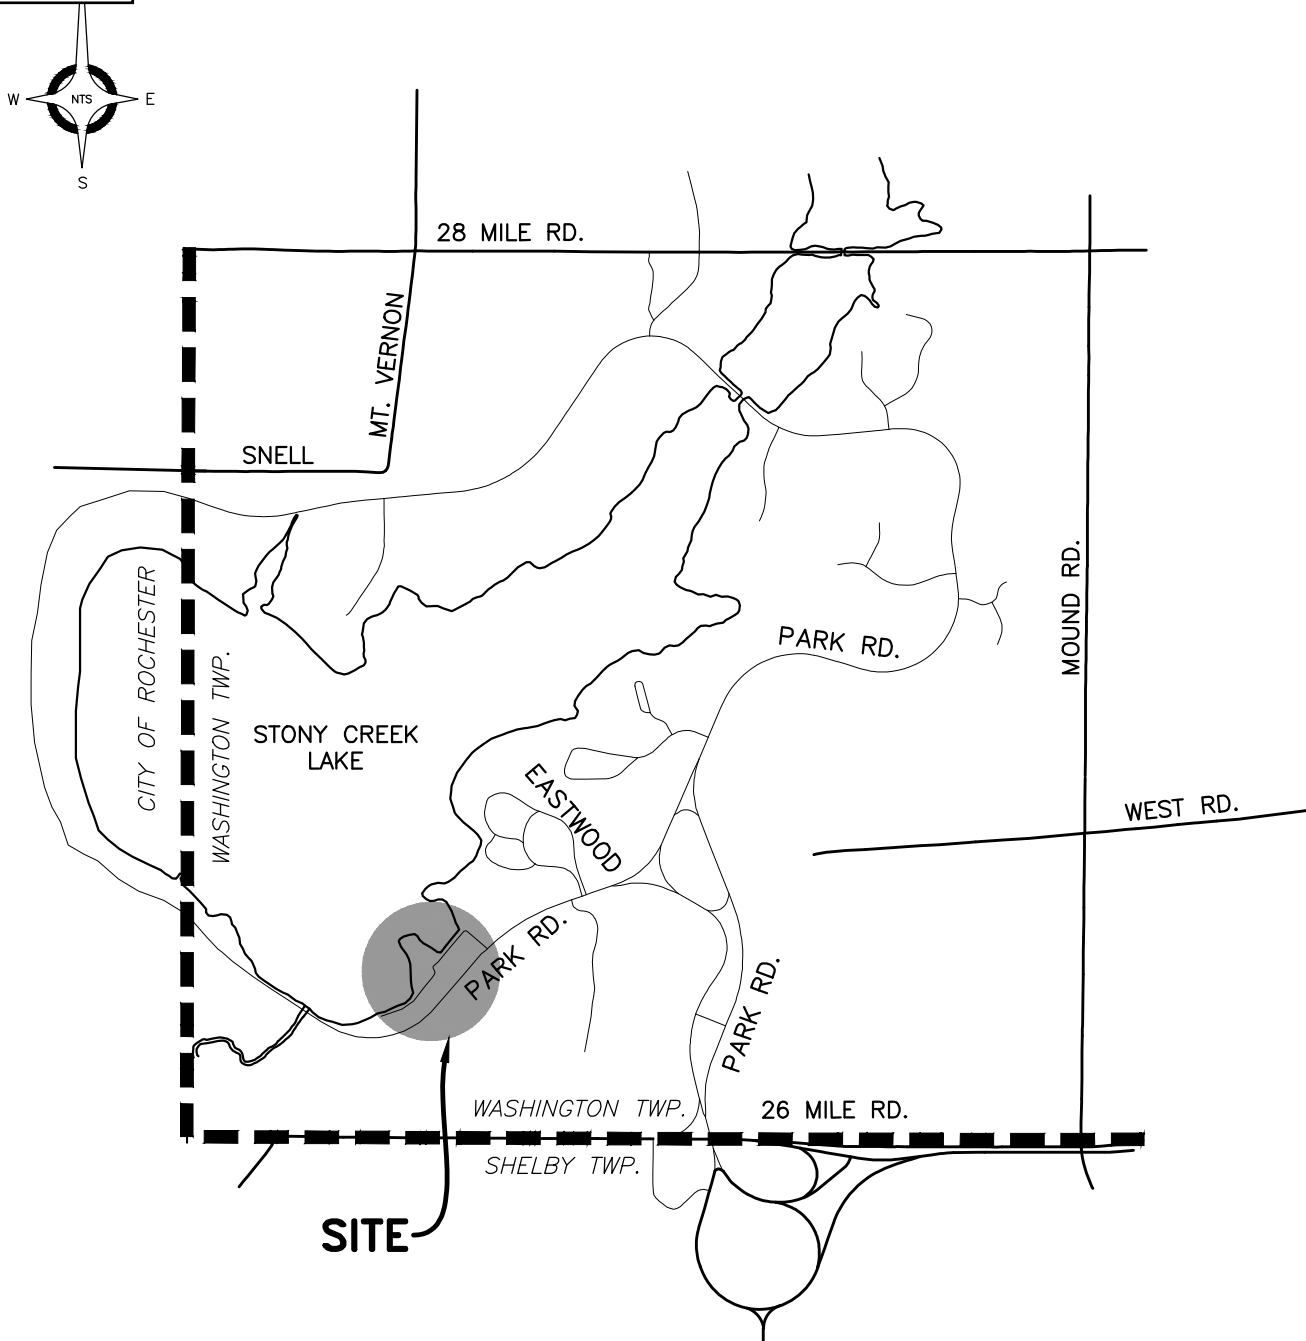 W
NTS
E
S
28 MILE RD.
MT. VERNON
SNELL
CITY OF ROCHESTER
WASHINGTON TWP.
MOUND RD.
PARK RD.
STONY CREEK
LAKE
EASTWOOD
WEST RD.
PARK RD.
PARK RD.
WASHINGTON TWP.
26 MILE RD.
SHELBY TWP.
SITE